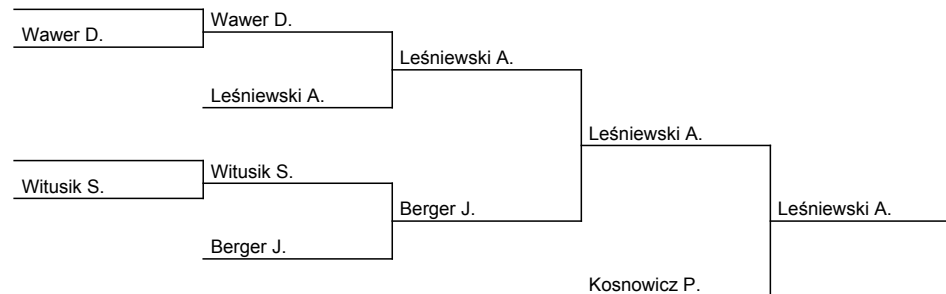 Wawer D.
Wawer D.
Leśniewski A.
Leśniewski A.
Leśniewski A.
Witusik S.
Witusik S.
Berger J.
Leśniewski A.
Berger J.
Kosnowicz P.